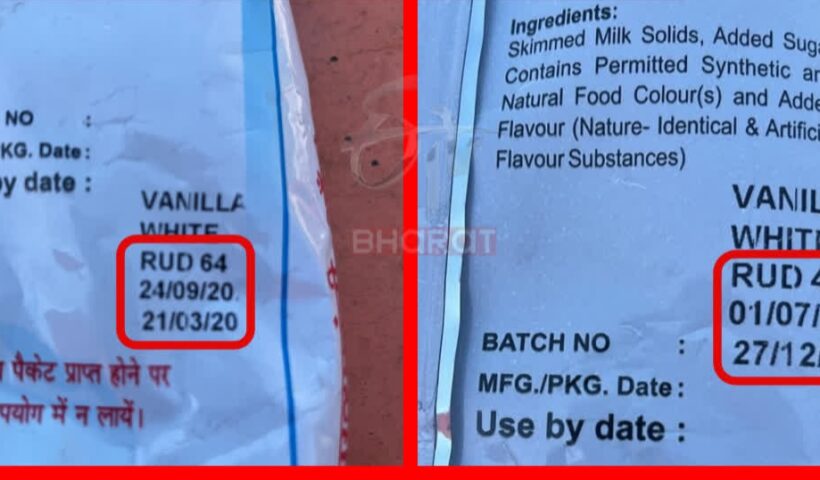 NO :
KG. Date:
by date :
VANILLA
WHITE
RUD 64
24/09/20
21/03/20
पैकेट प्राप्त होने पर
पयोग में न लायें।
BHARAT
Ingredients:
Skimmed Milk Solids, Added Suga
Contains Permitted Synthetic an
Natural Food Colour(s) and Adde
Flavour (Nature- Identical & Artifici
Flavour Substances)
VANIL
WHITE
RUD 4
01/07/
27/12/
BATCH NO :
MFG./PKG. Date :
Use by date :